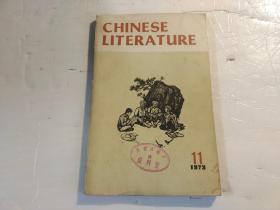 CHINESE
LITERATURE
11
1973